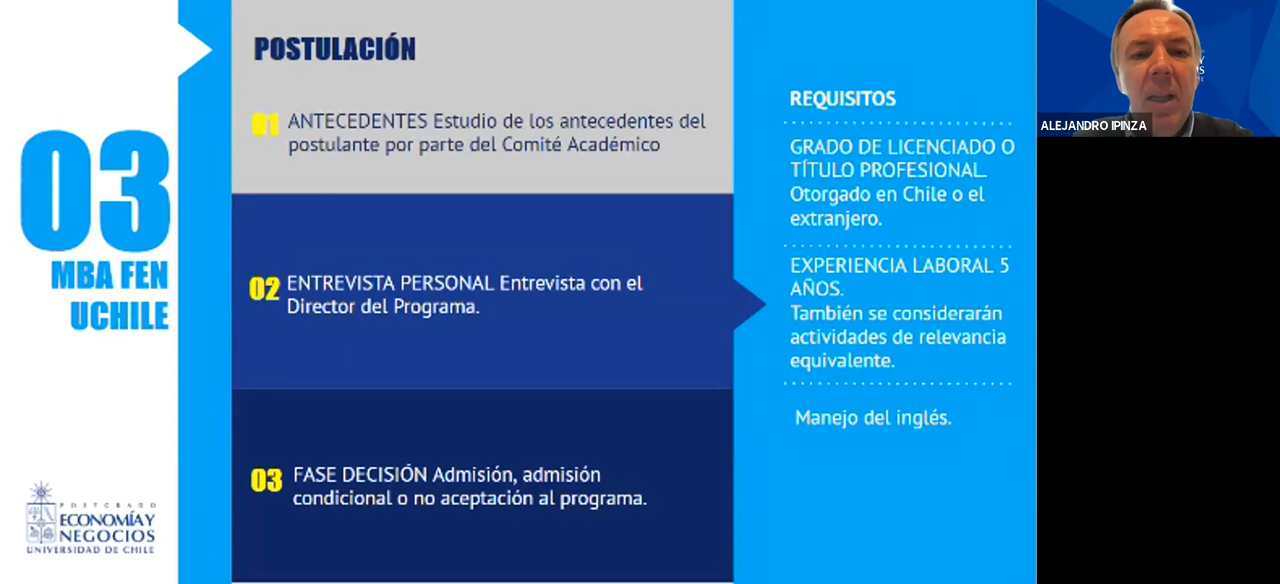 03
MBA FEN
UCHILE
POSTGRADO
ECONOMÍA Y
NEGOCIOS
UNIVERSIDAD DE CHILE
POSTULACIÓN
01 ANTECEDENTES Estudio de los antecedentes del
postulante por parte del Comité Académico
02 ENTREVISTA PERSONAL Entrevista con el
Director del Programa.
03 FASE DECISIÓN Admisión, admisión
condicional o no aceptación al programa.
REQUISITOS
GRADO DE LICENCIADO O
TÍTULO PROFESIONAL.
Otorgado en Chile o el
extranjero.
EXPERIENCIA LABORAL 5
AÑOS.
También se considerarán
actividades de relevancia
equivalente.
Manejo del inglés.
ALEJANDRO IPINZA